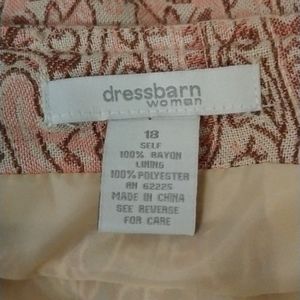 dressbarn
woman
18
SELF
100% RAYON
LINING
100% POLYESTER
RN 62225
MADE IN CHINA
SEE REVERSE
FOR CARE